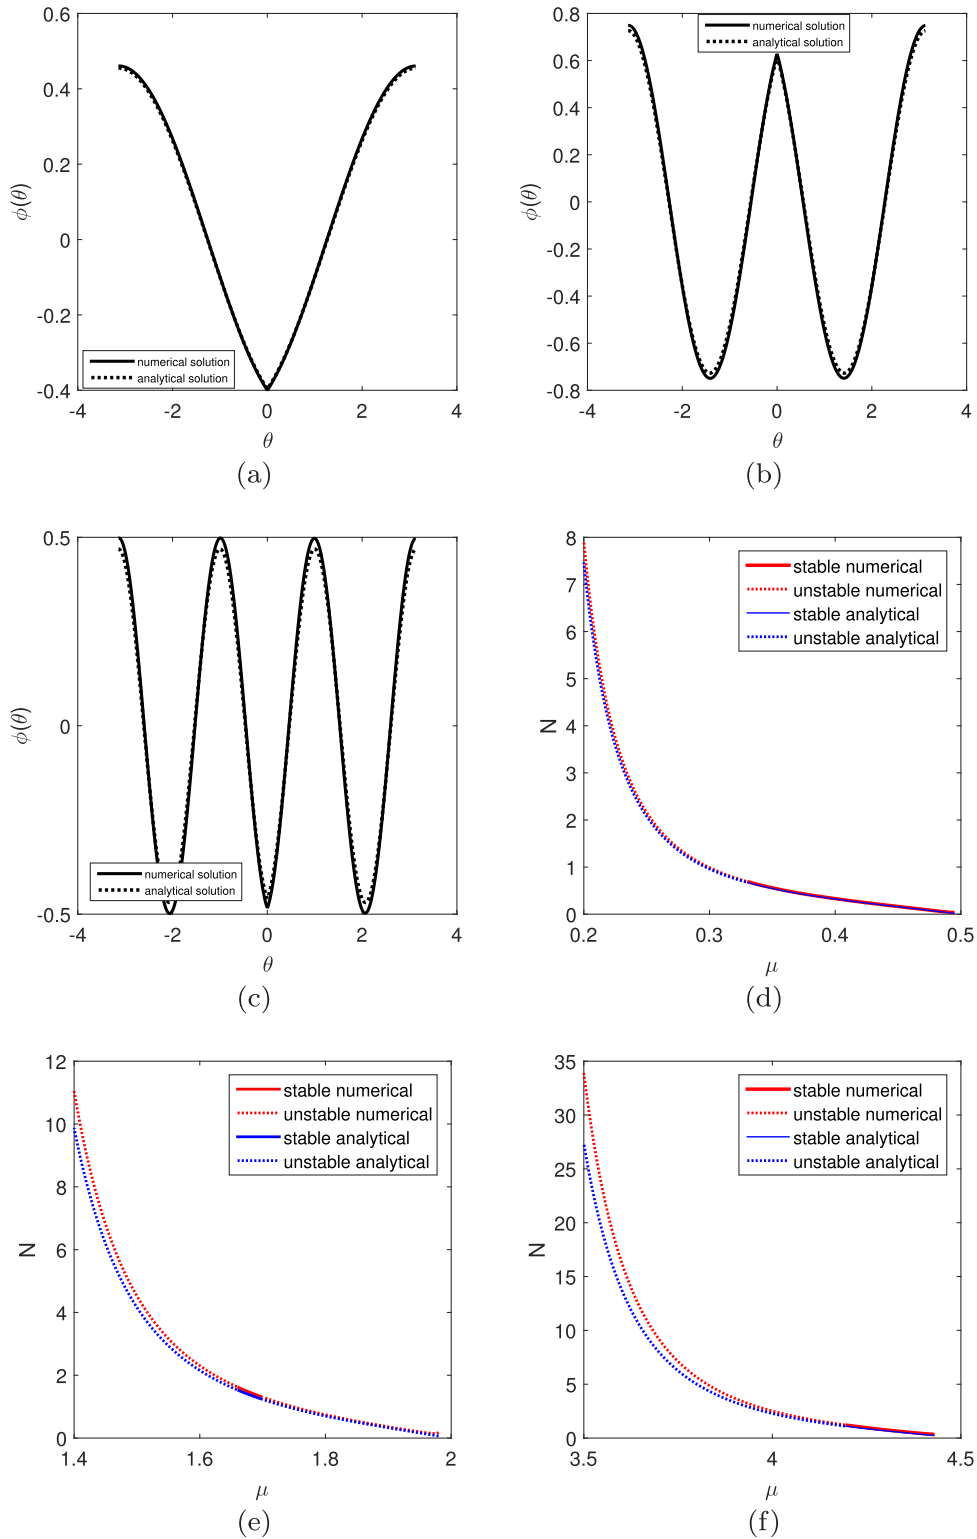 0.6
0.4
0.2
0
-0.2
-0.4
ϕ(θ)
numerical solution
analytical solution
-4 -2 0 2 4
θ
(a)
0.8
0.6
0.4
0.2
0
-0.2
-0.4
-0.6
-0.8
ϕ(θ)
numerical solution
analytical solution
-4 -2 0 2 4
θ
(b)
0.5
0
-0.5
ϕ(θ)
numerical solution
analytical solution
-4 -2 0 2 4
θ
(c)
8
7
6
5
4
3
2
1
0
N
stable numerical
unstable numerical
stable analytical
unstable analytical
0.2 0.3 0.4 0.5
μ
(d)
12
10
8
6
4
2
0
N
stable numerical
unstable numerical
stable analytical
unstable analytical
1.4 1.6 1.8 2
μ
(e)
35
30
25
20
15
10
5
0
N
stable numerical
unstable numerical
stable analytical
unstable analytical
3.5 4 4.5
μ
(f)